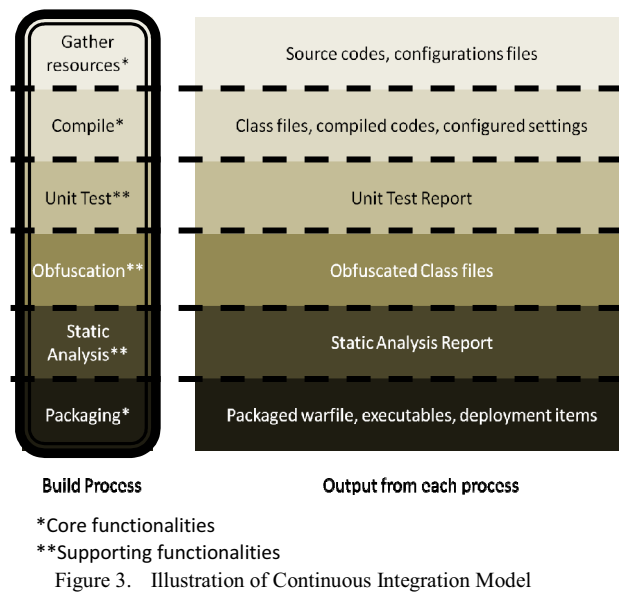 Gather
resources*
Source codes, configurations files
Compile*
Class files, compiled codes, configured settings
Unit Test**
Unit Test Report
Obfuscation**
Obfuscated Class files
Static
Analysis**
Static Analysis Report
Packaging*
Packaged warfile, executables, deployment items
Build Process
Output from each process
*Core functionalities
**Supporting functionalities
Figure 3. Illustration of Continuous Integration Model